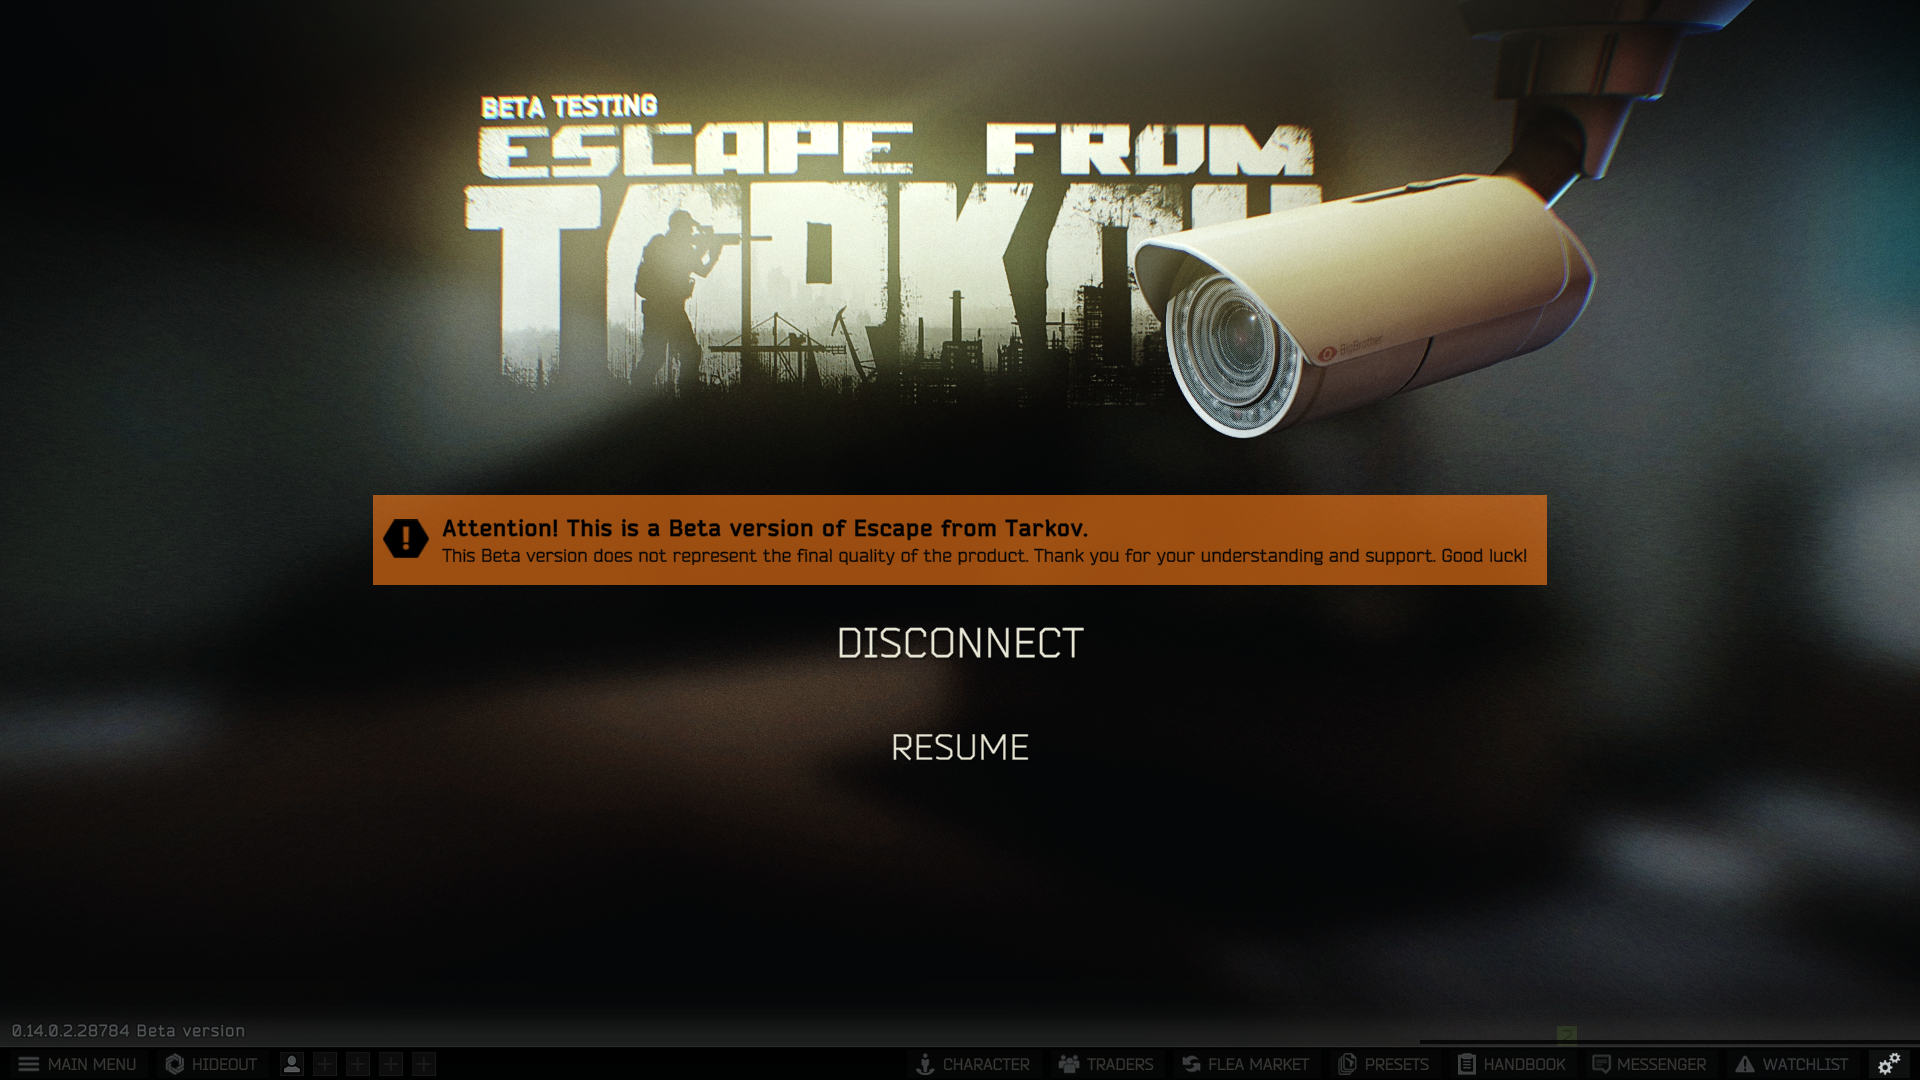 BETA TESTING
ESCAPE FROM
TARKOV
BigBrother
Attention! This is a Beta version of Escape from Tarkov.
This Beta version does not represent the final quality of the product. Thank you for your understanding and support. Good luck!
DISCONNECT
RESUME
0.14.0.2.28784 Beta version
MAIN MENU HIDEOUT CHARACTER TRADERS FLEA MARKET PRESETS HANDBOOK MESSENGER WATCHLIST